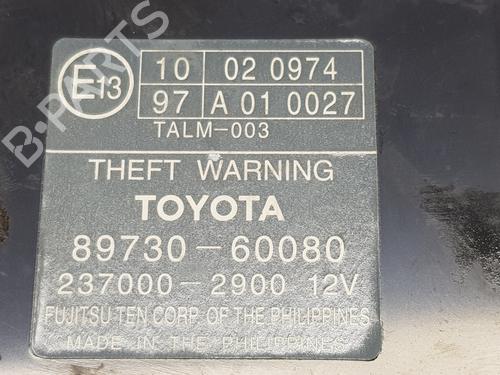 E13 10 02 0974
97 A 01 0027
TALM-003
THEFT WARNING
TOYOTA
89730-60080
237000-2900 12V
FUJITSU TEN CORP. OF THE PHILIPPINES
MADE IN THE PHILIPPINES
B-PARTS